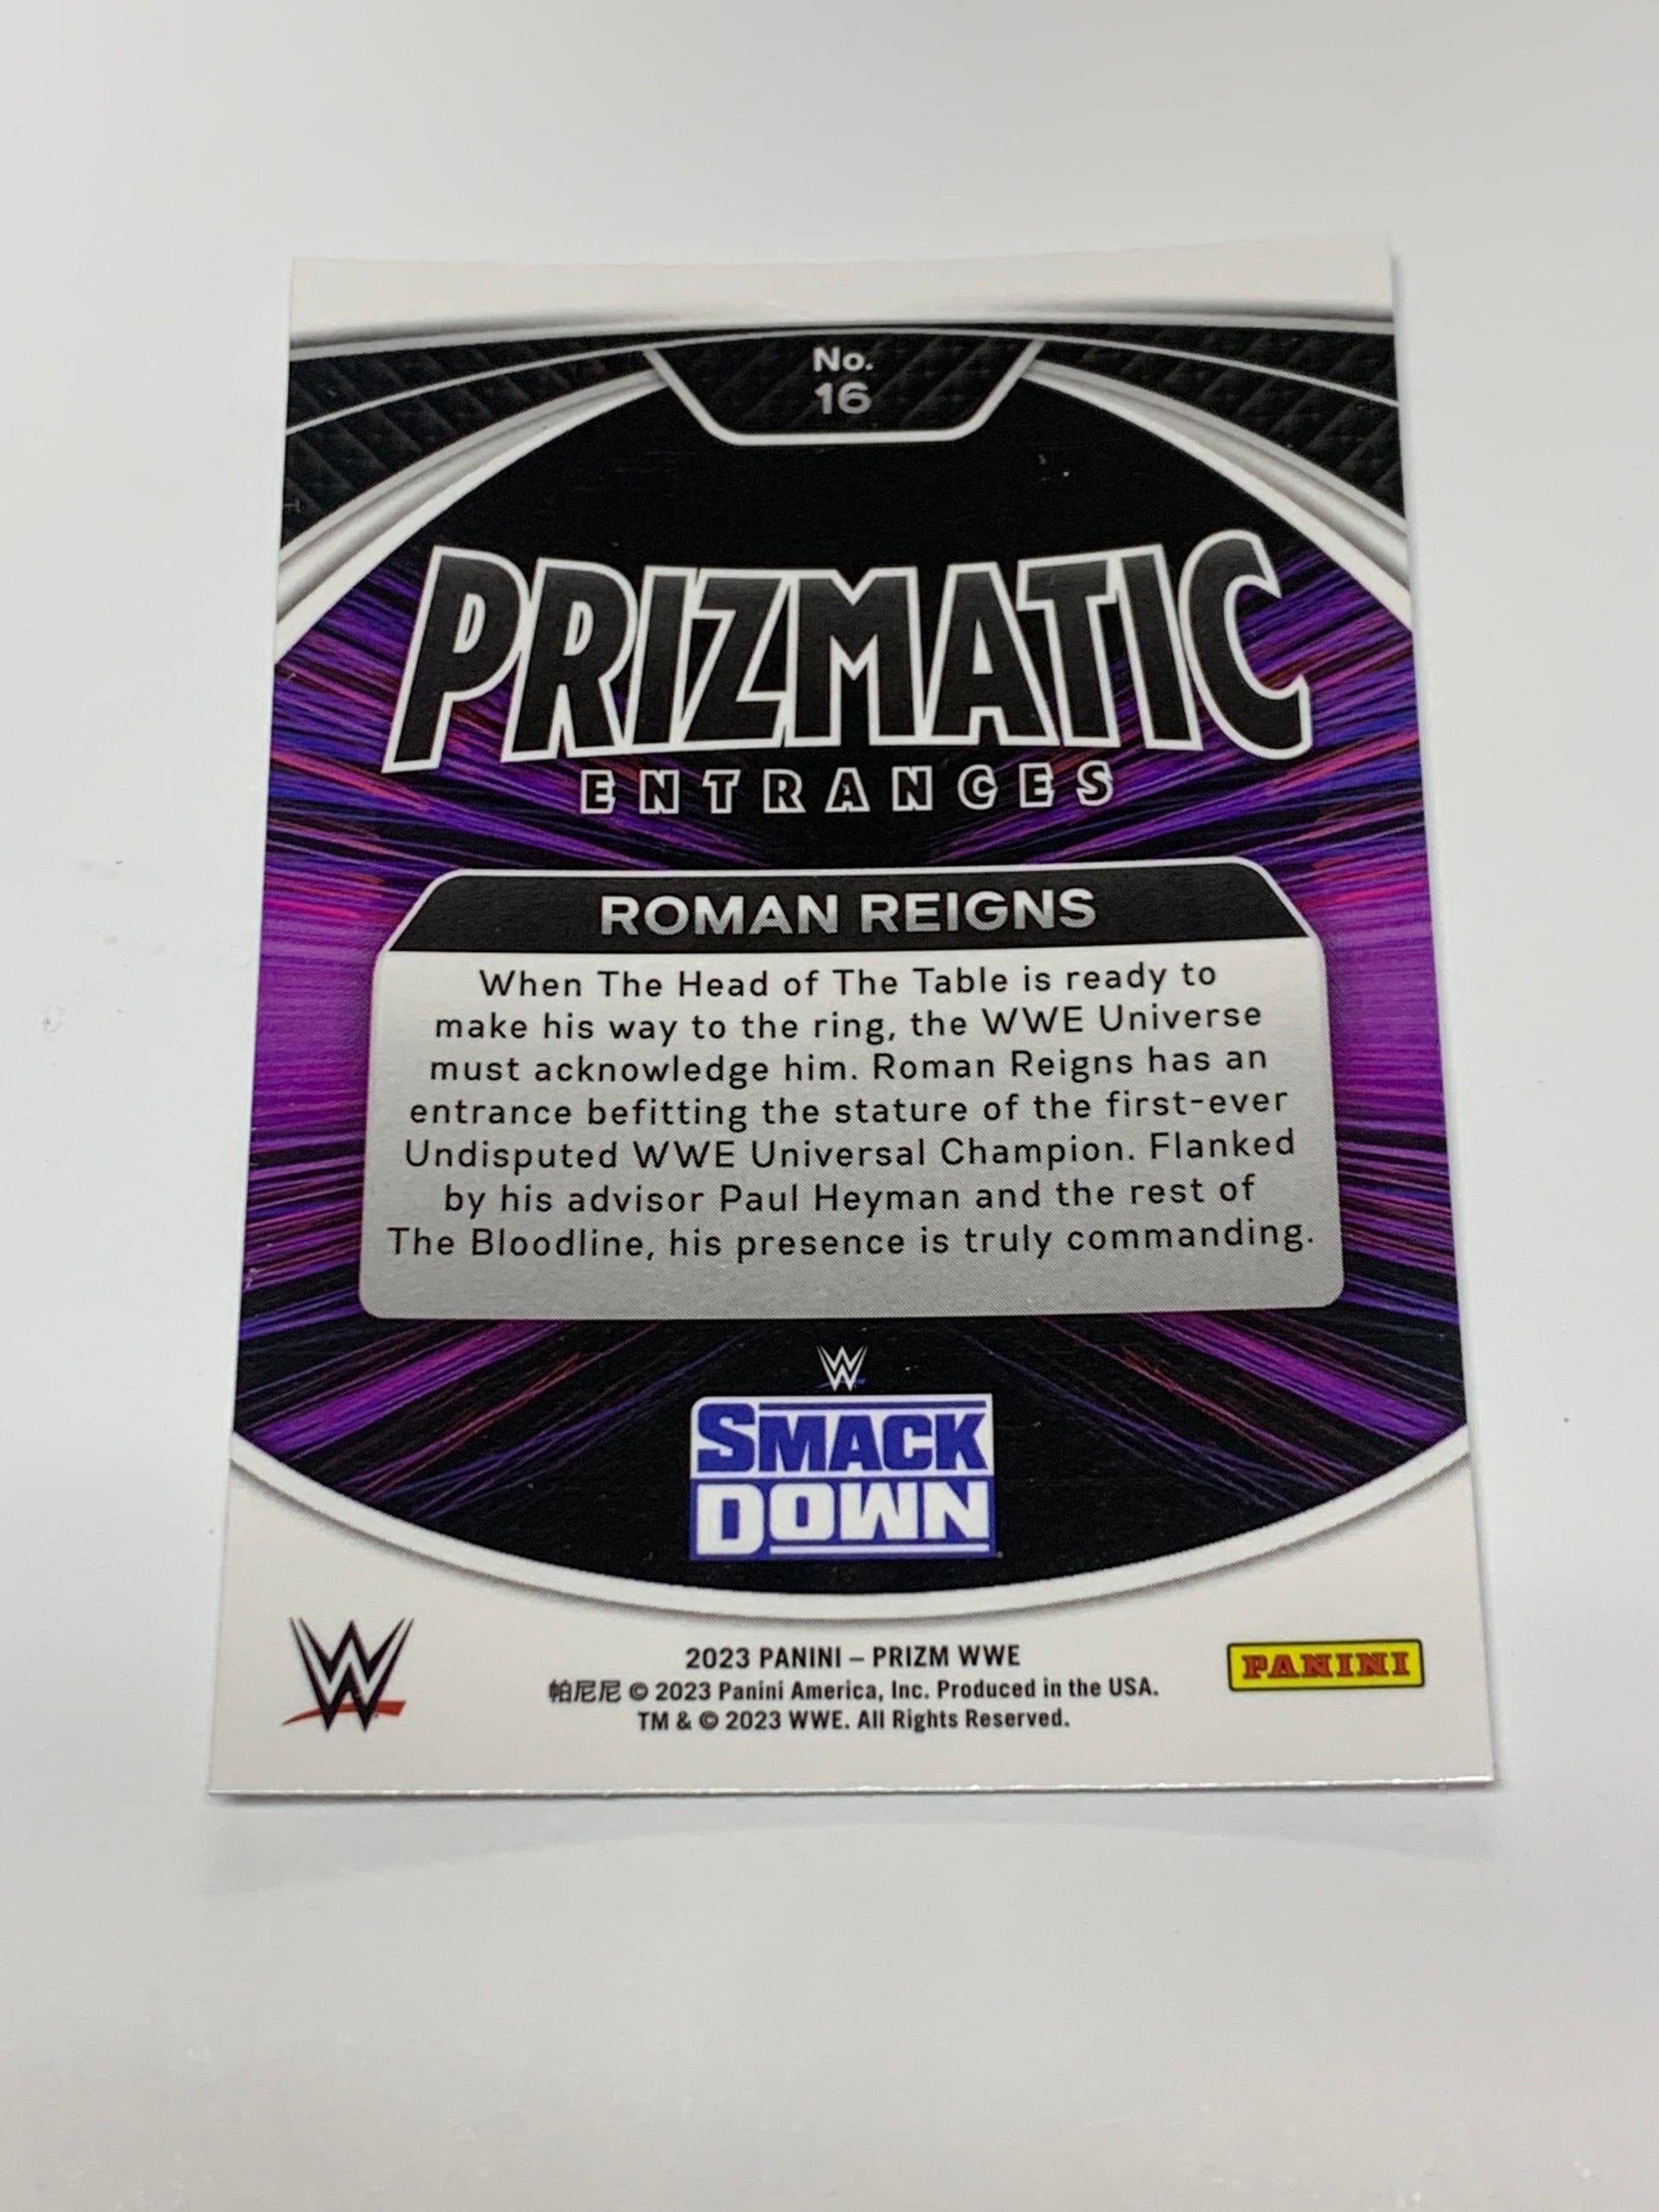 No.
16
PRIZMATIC
ENTRANCES
ROMAN REIGNS
When The Head of The Table is ready to
make his way to the ring, the WWE Universe
must acknowledge him. Roman Reigns has an
entrance befitting the stature of the first-ever
Undisputed WWE Universal Champion. Flanked
by his advisor Paul Heyman and the rest of
The Bloodline, his presence is truly commanding.
W
SMACK
DOWN
W
2023 PANINI – PRIZM WWE
帕尼尼 © 2023 Panini America, Inc. Produced in the USA.
TM & © 2023 WWE. All Rights Reserved.
PANINI